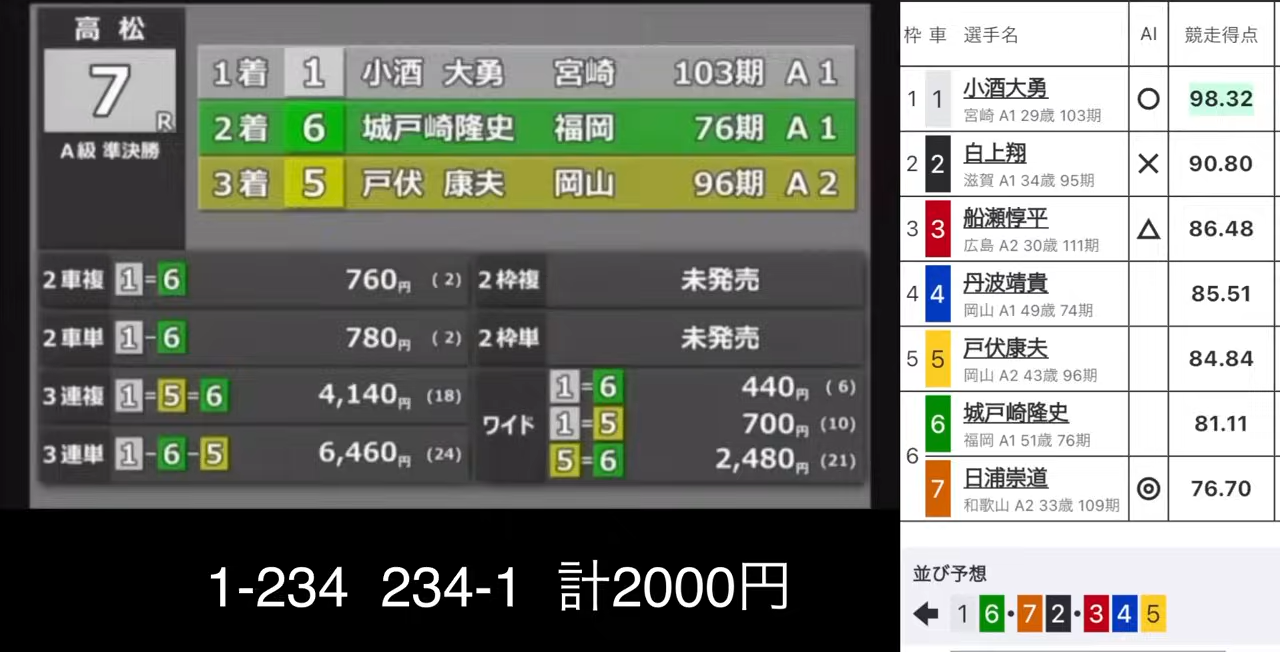 高松
7R
A級 準決勝
1着 1 小酒 大勇 宮崎 103期 A1
2着 6 城戸崎隆史 福岡 76期 A1
3着 5 戸伏 康夫 岡山 96期 A2
2車複 1=6 760円 (2) 2枠複 未発売
2車単 1-6 780円 (2) 2枠単 未発売
3連複 1=5=6 4,140円 (18)
3連単 1-6-5 6,460円 (24)
ワイド
1=6 440円 (6)
1=5 700円 (10)
5=6 2,480円 (21)
1-234 234-1 計2000円
枠 車 選手名 AI 競走得点
1 1 小酒大勇 ○ 98.32
宮崎 A1 29歳 103期
2 2 白上翔 × 90.80
滋賀 A1 34歳 95期
3 3 船瀬惇平 △ 86.48
広島 A2 30歳 111期
4 4 丹波靖貴 85.51
岡山 A1 49歳 74期
5 5 戸伏康夫 84.84
岡山 A2 43歳 96期
6 6 城戸崎隆史 81.11
福岡 A1 51歳 76期
7 日浦崇道 ◎ 76.70
和歌山 A2 33歳 109期
並び予想
← 1 6・7 2・3 4 5